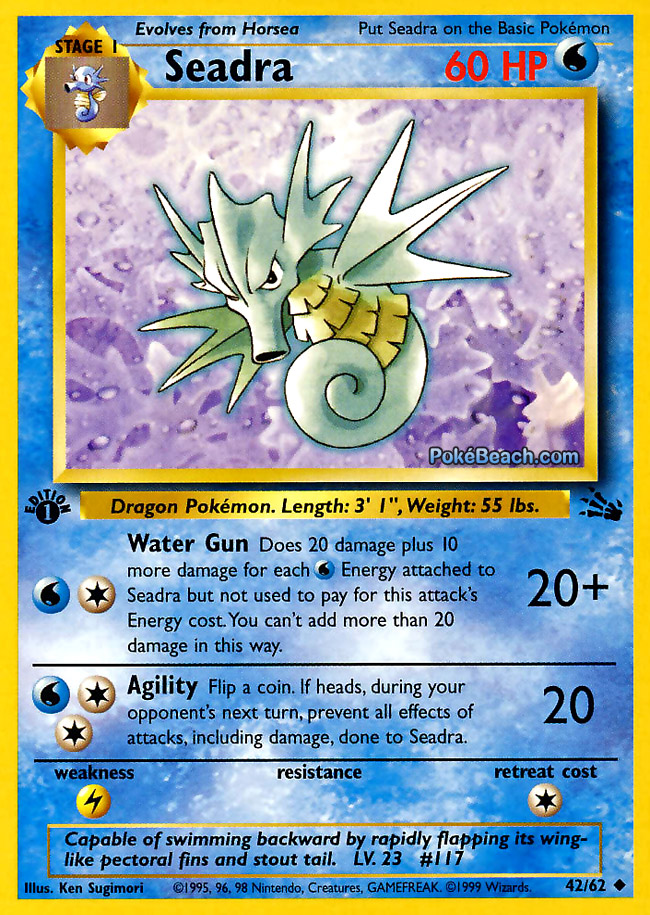 Evolves from Horsea
Put Seadra on the Basic Pokémon
STAGE 1
Seadra
60 HP
PokéBeach.com
EDITION
1
Dragon Pokémon. Length: 3' 1", Weight: 55 lbs.
Water Gun Does 20 damage plus 10
more damage for each Energy attached to
Seadra but not used to pay for this attack's
Energy cost. You can't add more than 20
damage in this way.
20+
Agility Flip a coin. If heads, during your
opponent's next turn, prevent all effects of
attacks, including damage, done to Seadra.
20
weakness
resistance
retreat cost
Capable of swimming backward by rapidly flapping its wing-
like pectoral fins and stout tail. LV. 23 #117
Illus. Ken Sugimori
©1995, 96, 98 Nintendo, Creatures, GAMEFREAK. ©1999 Wizards.
42/62